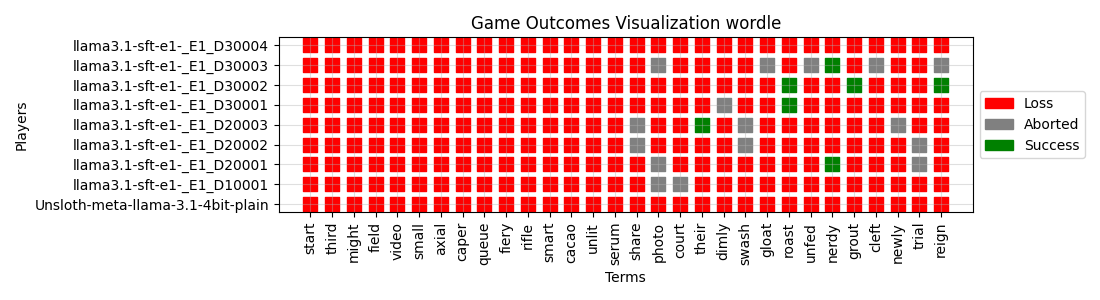 Game Outcomes Visualization wordle
Players
llama3.1-sft-e1-_E1_D30004
llama3.1-sft-e1-_E1_D30003
llama3.1-sft-e1-_E1_D30002
llama3.1-sft-e1-_E1_D30001
llama3.1-sft-e1-_E1_D20003
llama3.1-sft-e1-_E1_D20002
llama3.1-sft-e1-_E1_D20001
llama3.1-sft-e1-_E1_D10001
Unsloth-meta-llama-3.1-4bit-plain
Loss
Aborted
Success
start
third
might
field
video
small
axial
caper
queue
fiery
rifle
smart
cacao
unlit
serum
share
photo
court
their
dimly
swash
gloat
roast
unfed
nerdy
grout
cleft
newly
trial
reign
Terms